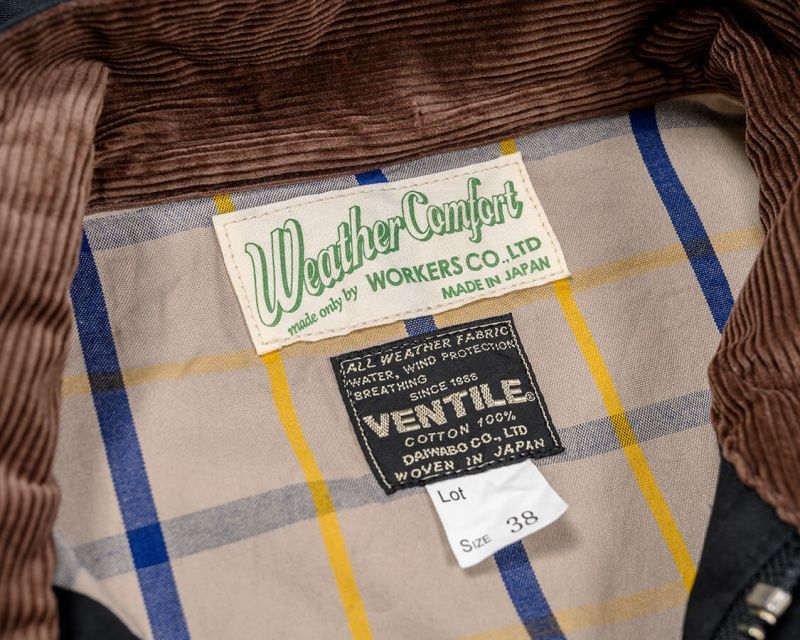 Weather Comfort
made only by WORKERS CO.,LTD
MADE IN JAPAN
ALL WEATHER FABRIC
WATER, WIND PROTECTION
BREATHING
SINCE 1968
VENTILE®
COTTON 100%
DAIWABO CO., LTD
WOVEN IN JAPAN
Lot
SIZE 38